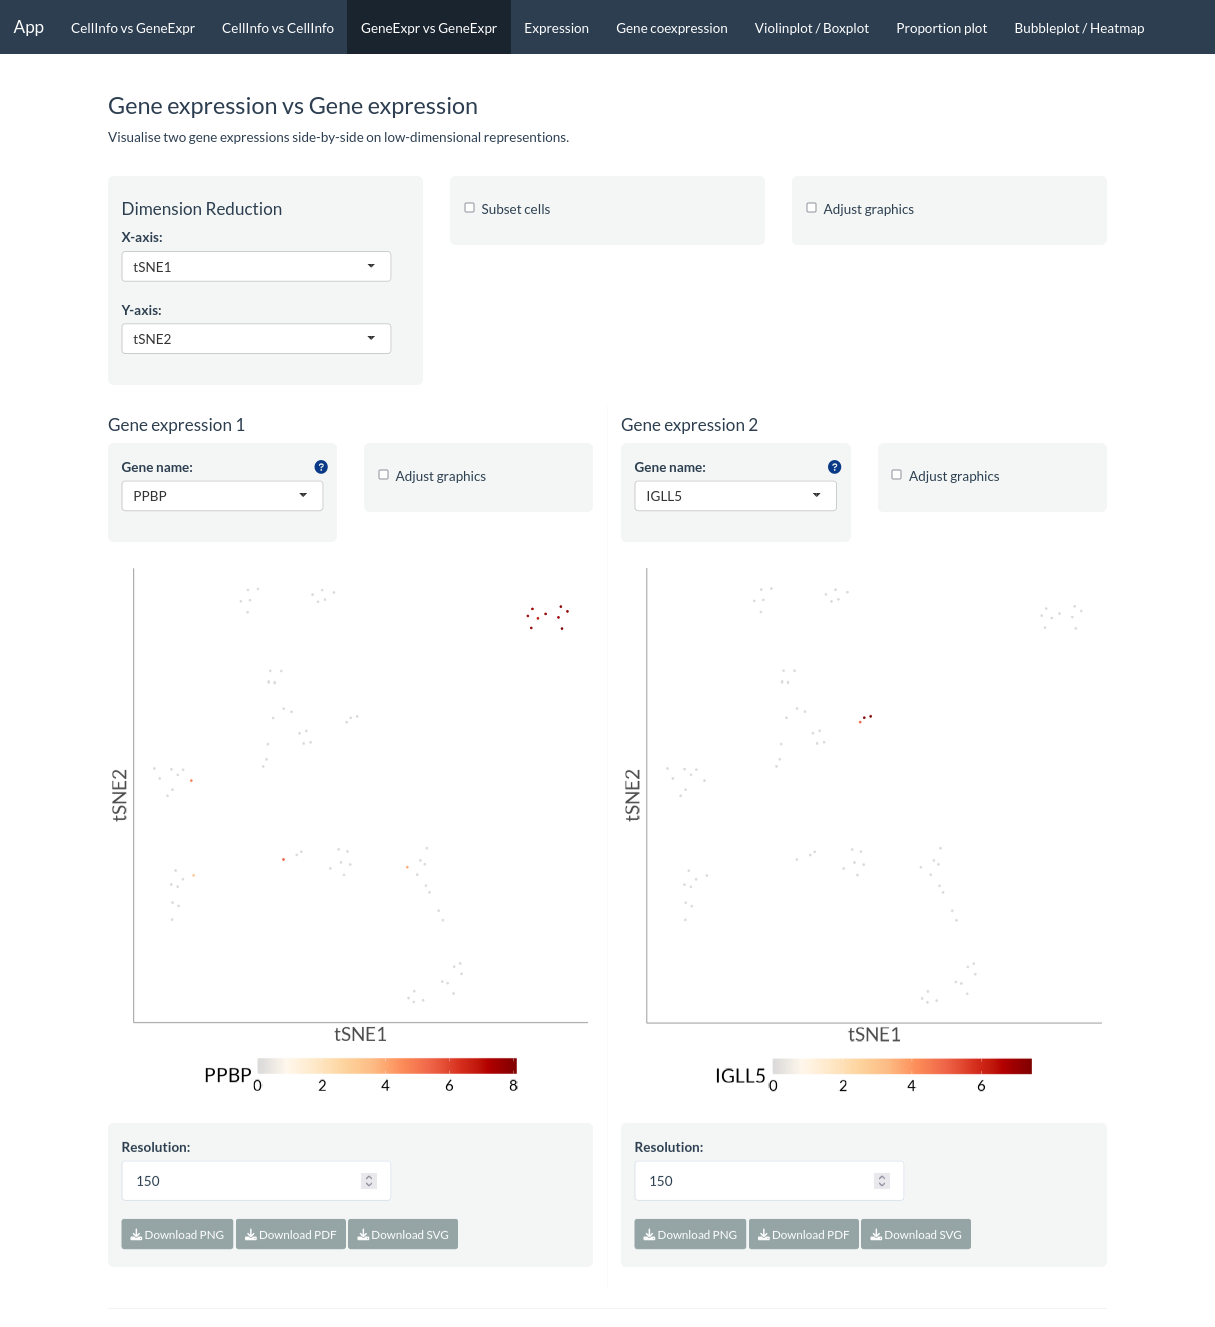 App CellInfo vs GeneExpr CellInfo vs CellInfo GeneExpr vs GeneExpr Expression Gene coexpression Violinplot / Boxplot Proportion plot Bubbleplot / Heatmap
Gene expression vs Gene expression
Visualise two gene expressions side-by-side on low-dimensional represention​s.
Dimension Reduction
X-axis:
tSNE1
Y-axis:
tSNE2
Subset cells
Adjust graphics
Gene expression 1
Gene name: ?
PPBP
Adjust graphics
tSNE2
tSNE1
PPBP
0 2 4 6 8
Resolution:
150
Download PNG Download PDF Download SVG
Gene expression 2
Gene name: ?
IGLL5
Adjust graphics
tSNE2
tSNE1
IGLL5
0 2 4 6
Resolution:
150
Download PNG Download PDF Download SVG